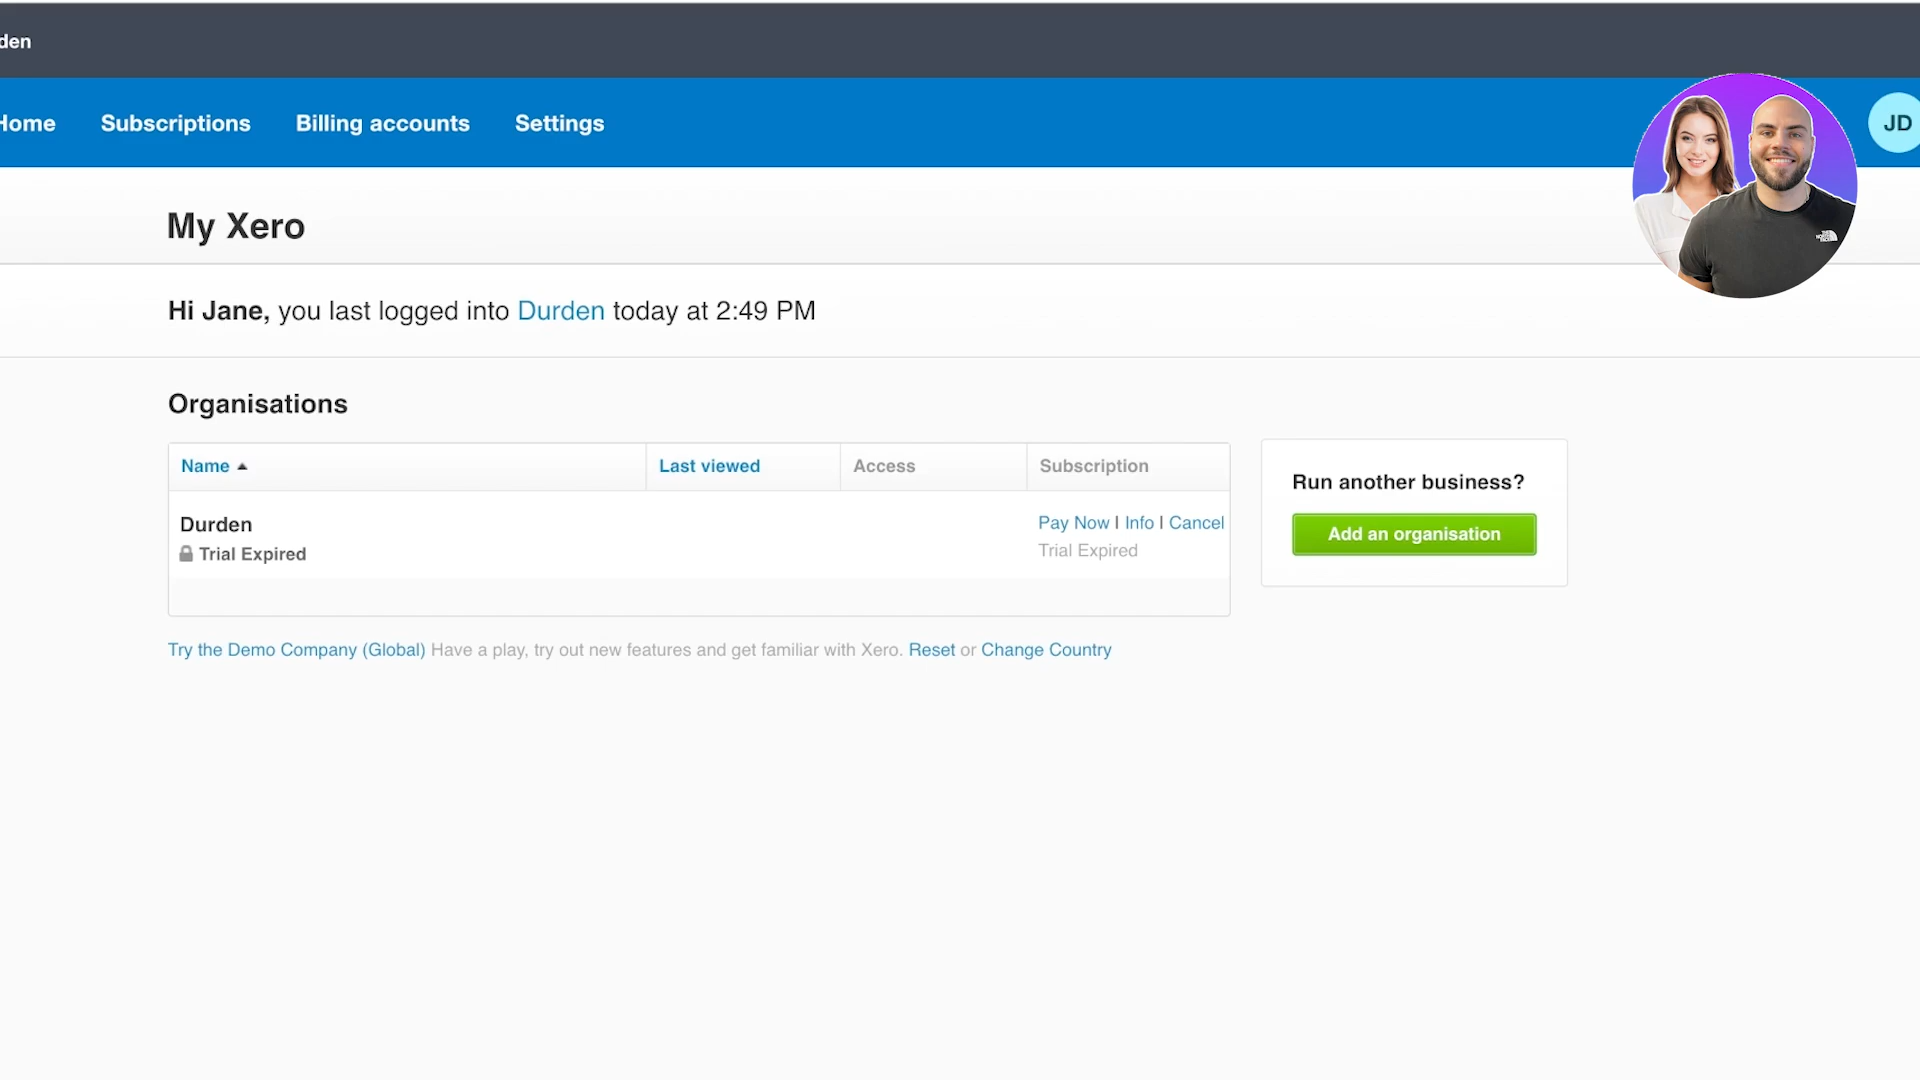 den
Home Subscriptions Billing accounts Settings JD
My Xero
Hi Jane, you last logged into Durden today at 2:49 PM
Organisations
Name Last viewed Access Subscription
Durden Pay Now | Info | Cancel
Trial Expired Trial Expired
Run another business?
Add an organisation
Try the Demo Company (Global) Have a play, try out new features and get familiar with Xero. Reset or Change Country
THE NORTH FACE